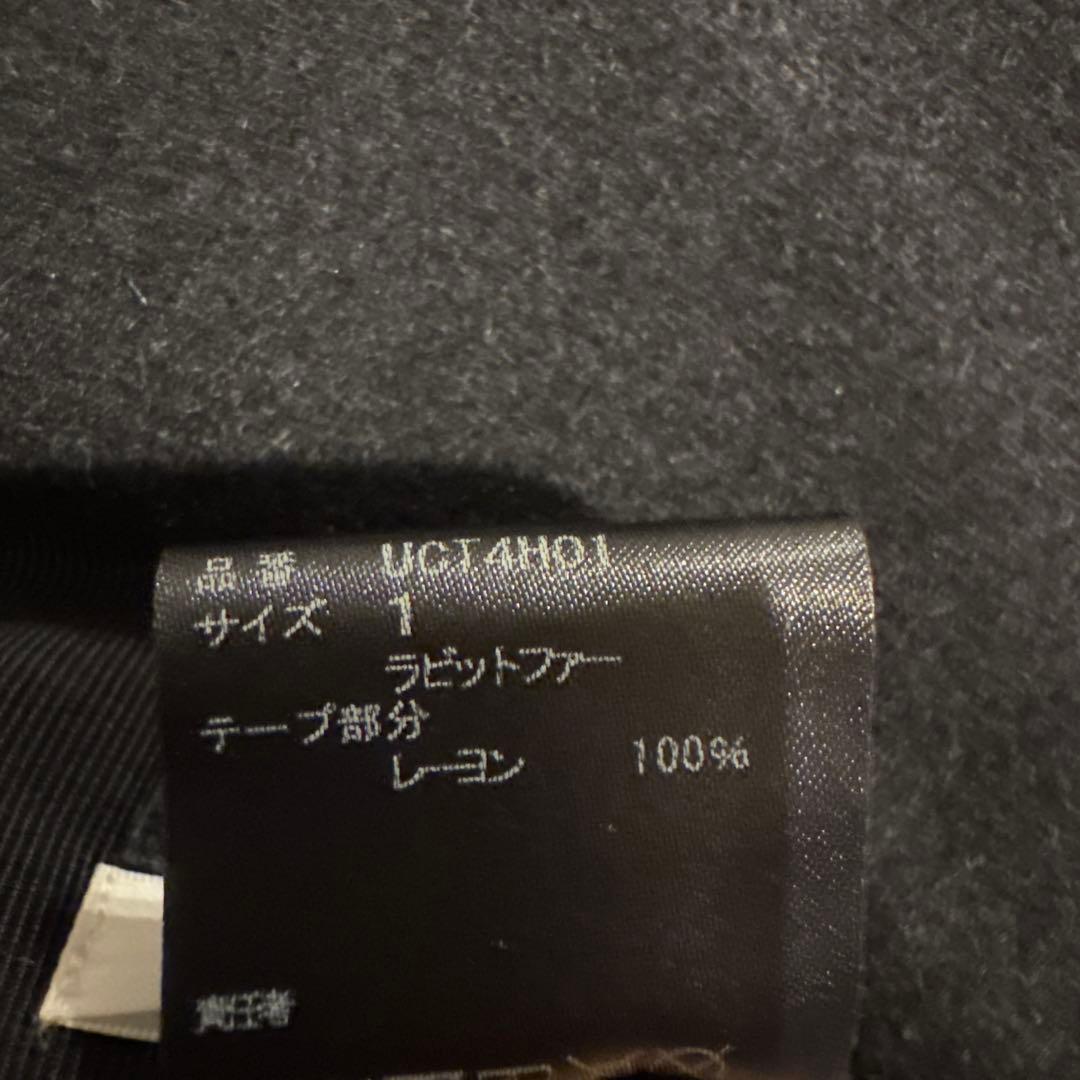 品番 UCT4H01
サイズ 1
ラビットファー
テープ部分
レーヨン 100%
責任者